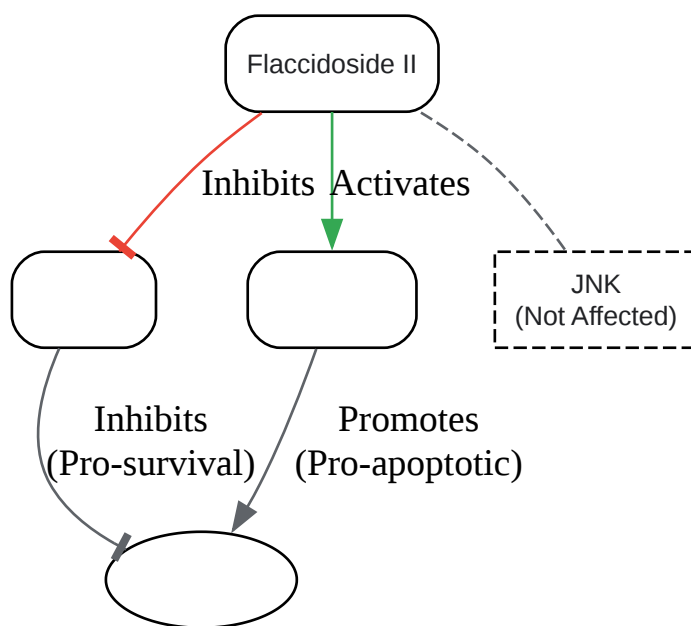 Flaccidoside II
Inhibits
Activates
JNK
(Not Affected)
Inhibits
(Pro-survival)
Promotes
(Pro-apoptotic)